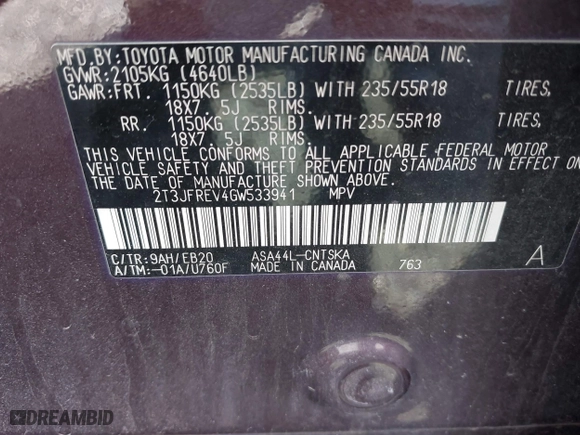 MFD.BY:TOYOTA MOTOR MANUFACTURING CANADA INC.
GVWR:2105KG (4640LB)
GAWR:FRT. 1150KG (2535LB) WITH 235/55R18 TIRES,
18X7.5J RIMS.
RR. 1150KG (2535LB) WITH 235/55R18 TIRES,
18X7.5J RIMS.
THIS VEHICLE CONFORMS TO ALL APPLICABLE FEDERAL MOTOR
VEHICLE SAFETY AND THEFT PREVENTION STANDARDS IN EFFECT ON
THE DATE OF MANUFACTURE SHOWN ABOVE.
2T3JFREV4GW533941 MPV
C/TR:9AH/EB20 ASA44L-CNTSKA
A/TM:-01A/U760F MADE IN CANADA 763 A
DREAMBID